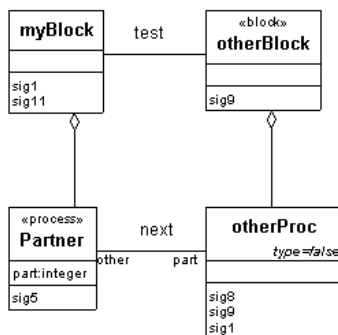 myBlock
sig1
sig11
test
«block»
otherBlock
sig9
«process»
Partner
part:integer
sig5
next
other
part
otherProc
type=false
sig8
sig9
sig1